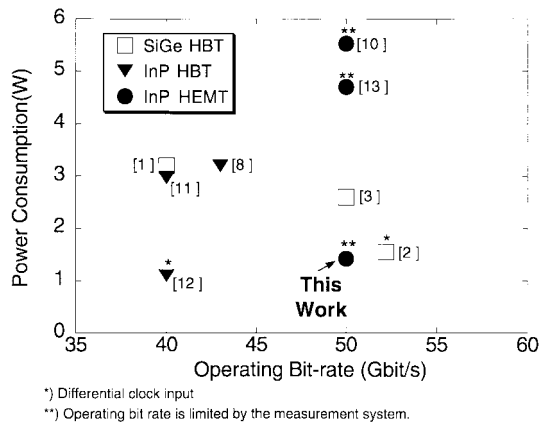 6
5
4
3
2
1
0
Power Consumption(W)
SiGe HBT
InP HBT
InP HEMT
** [10 ]
** [13 ]
[1 ]
[11 ]
[8 ]
[3 ]
* [2 ]
* [12 ]
**
This
Work
35 40 45 50 55 60
Operating Bit-rate (Gbit/s)
*) Differential clock input
**) Operating bit rate is limited by the measurement system.